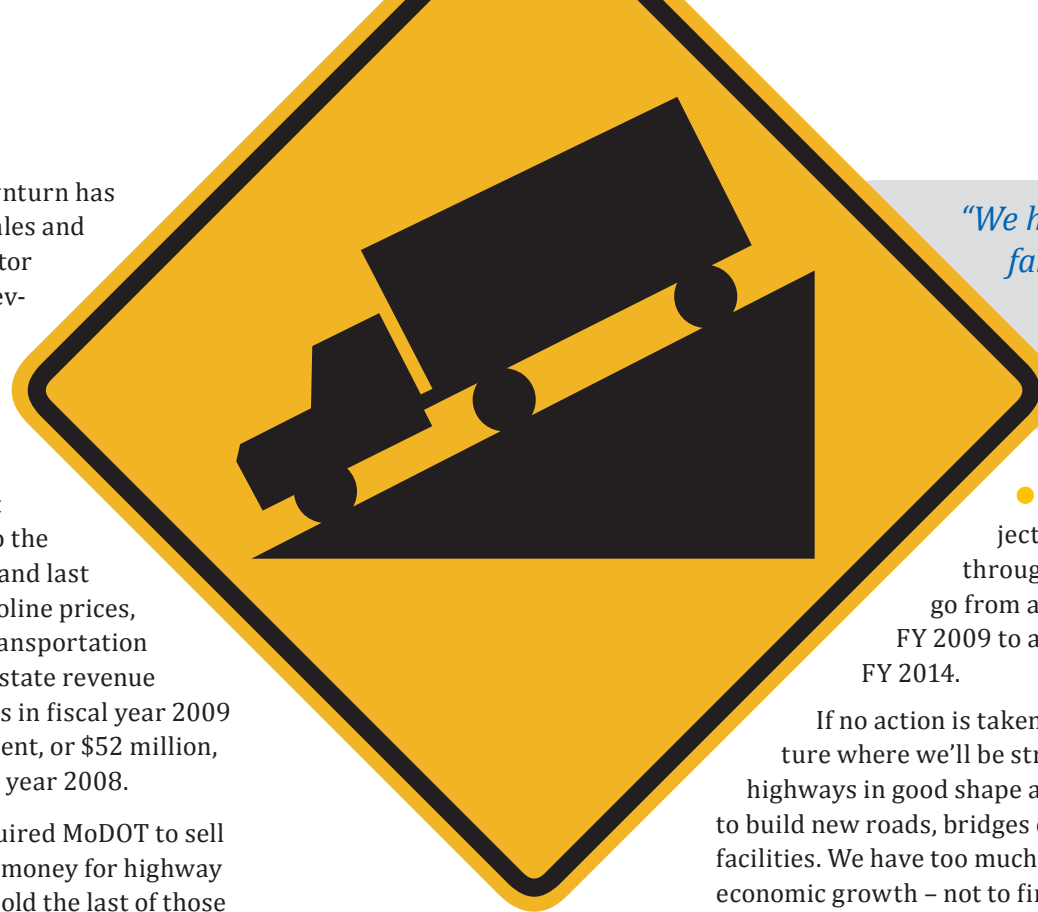 nturn has
les and
tor
ev-
the
and last
oline prices,
ansportation
state revenue
s in fiscal year 2009
ent, or $52 million,
year 2008.
uired MoDOT to sell
money for highway
old the last of those
“We h
fa
ject
throug
go from a
FY 2009 to a
FY 2014.
If no action is taken
ture where we’ll be str
highways in good shape a
to build new roads, bridges
facilities. We have too much
economic growth – not to fi